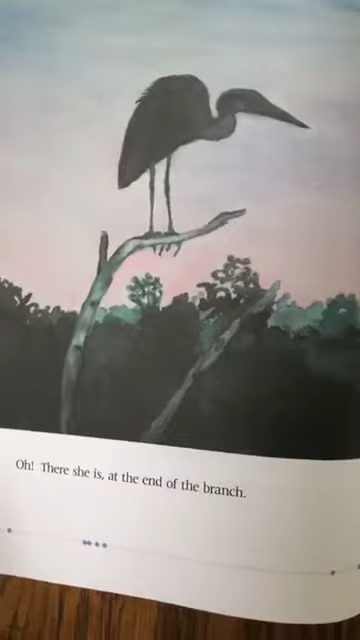 Oh! There she is, at the end of the branch.